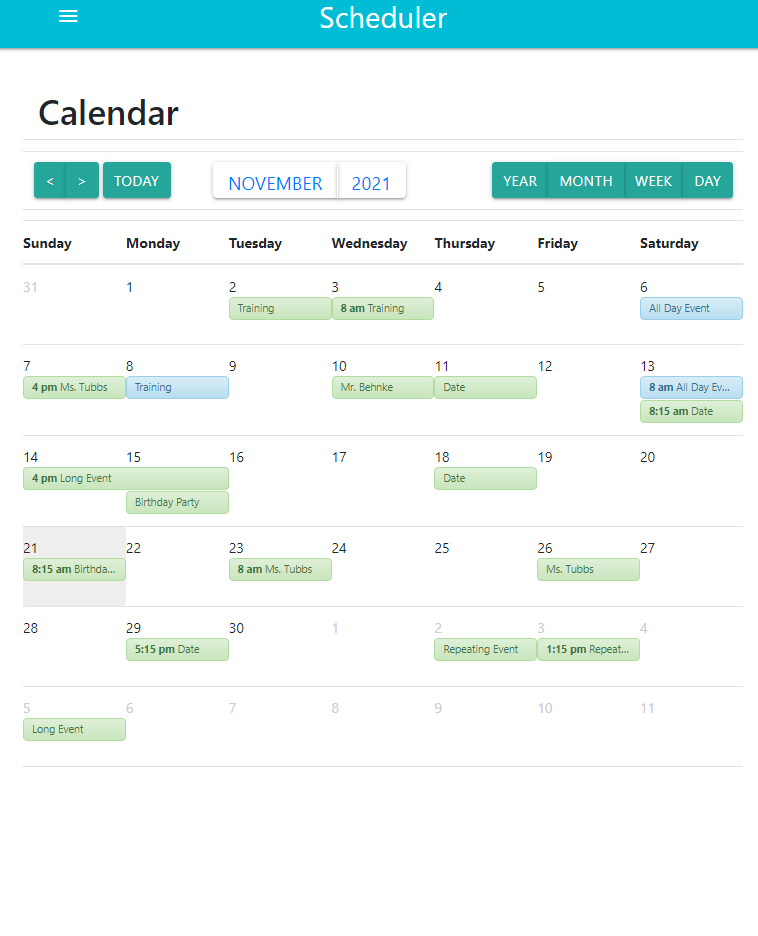 Scheduler
Calendar
< > TODAY NOVEMBER 2021 YEAR MONTH WEEK DAY
Sunday Monday Tuesday Wednesday Thursday Friday Saturday
31 1 2 3 4 5 6
Training 8 am Training All Day Event
7 8 9 10 11 12 13
4 pm Ms. Tubbs Training Mr. Behnke Date 8 am All Day Ev...
8:15 am Date
14 15 16 17 18 19 20
4 pm Long Event Date
Birthday Party
21 22 23 24 25 26 27
8:15 am Birthda... 8 am Ms. Tubbs Ms. Tubbs
28 29 30 1 2 3 4
5:15 pm Date Repeating Event 1:15 pm Repeat...
5 6 7 8 9 10 11
Long Event